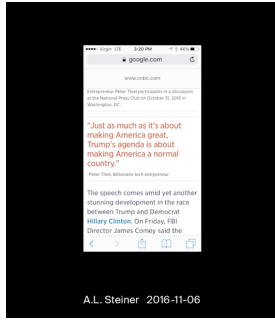 Virgin LTE 3:20 PM 46%
google.com
www.cnbc.com
Entrepreneur Peter Thiel participates in a discussion
at the National Press Club on October 31, 2016 in
Washington, DC.
"Just as much as it's about
making America great,
Trump's agenda is about
making America a normal
country."
-Peter Thiel, Billionaire tech entrepreneur
The speech comes amid yet another
stunning development in the race
between Trump and Democrat
Hillary Clinton. On Friday, FBI
Director James Comey said the
A.L. Steiner 2016-11-06